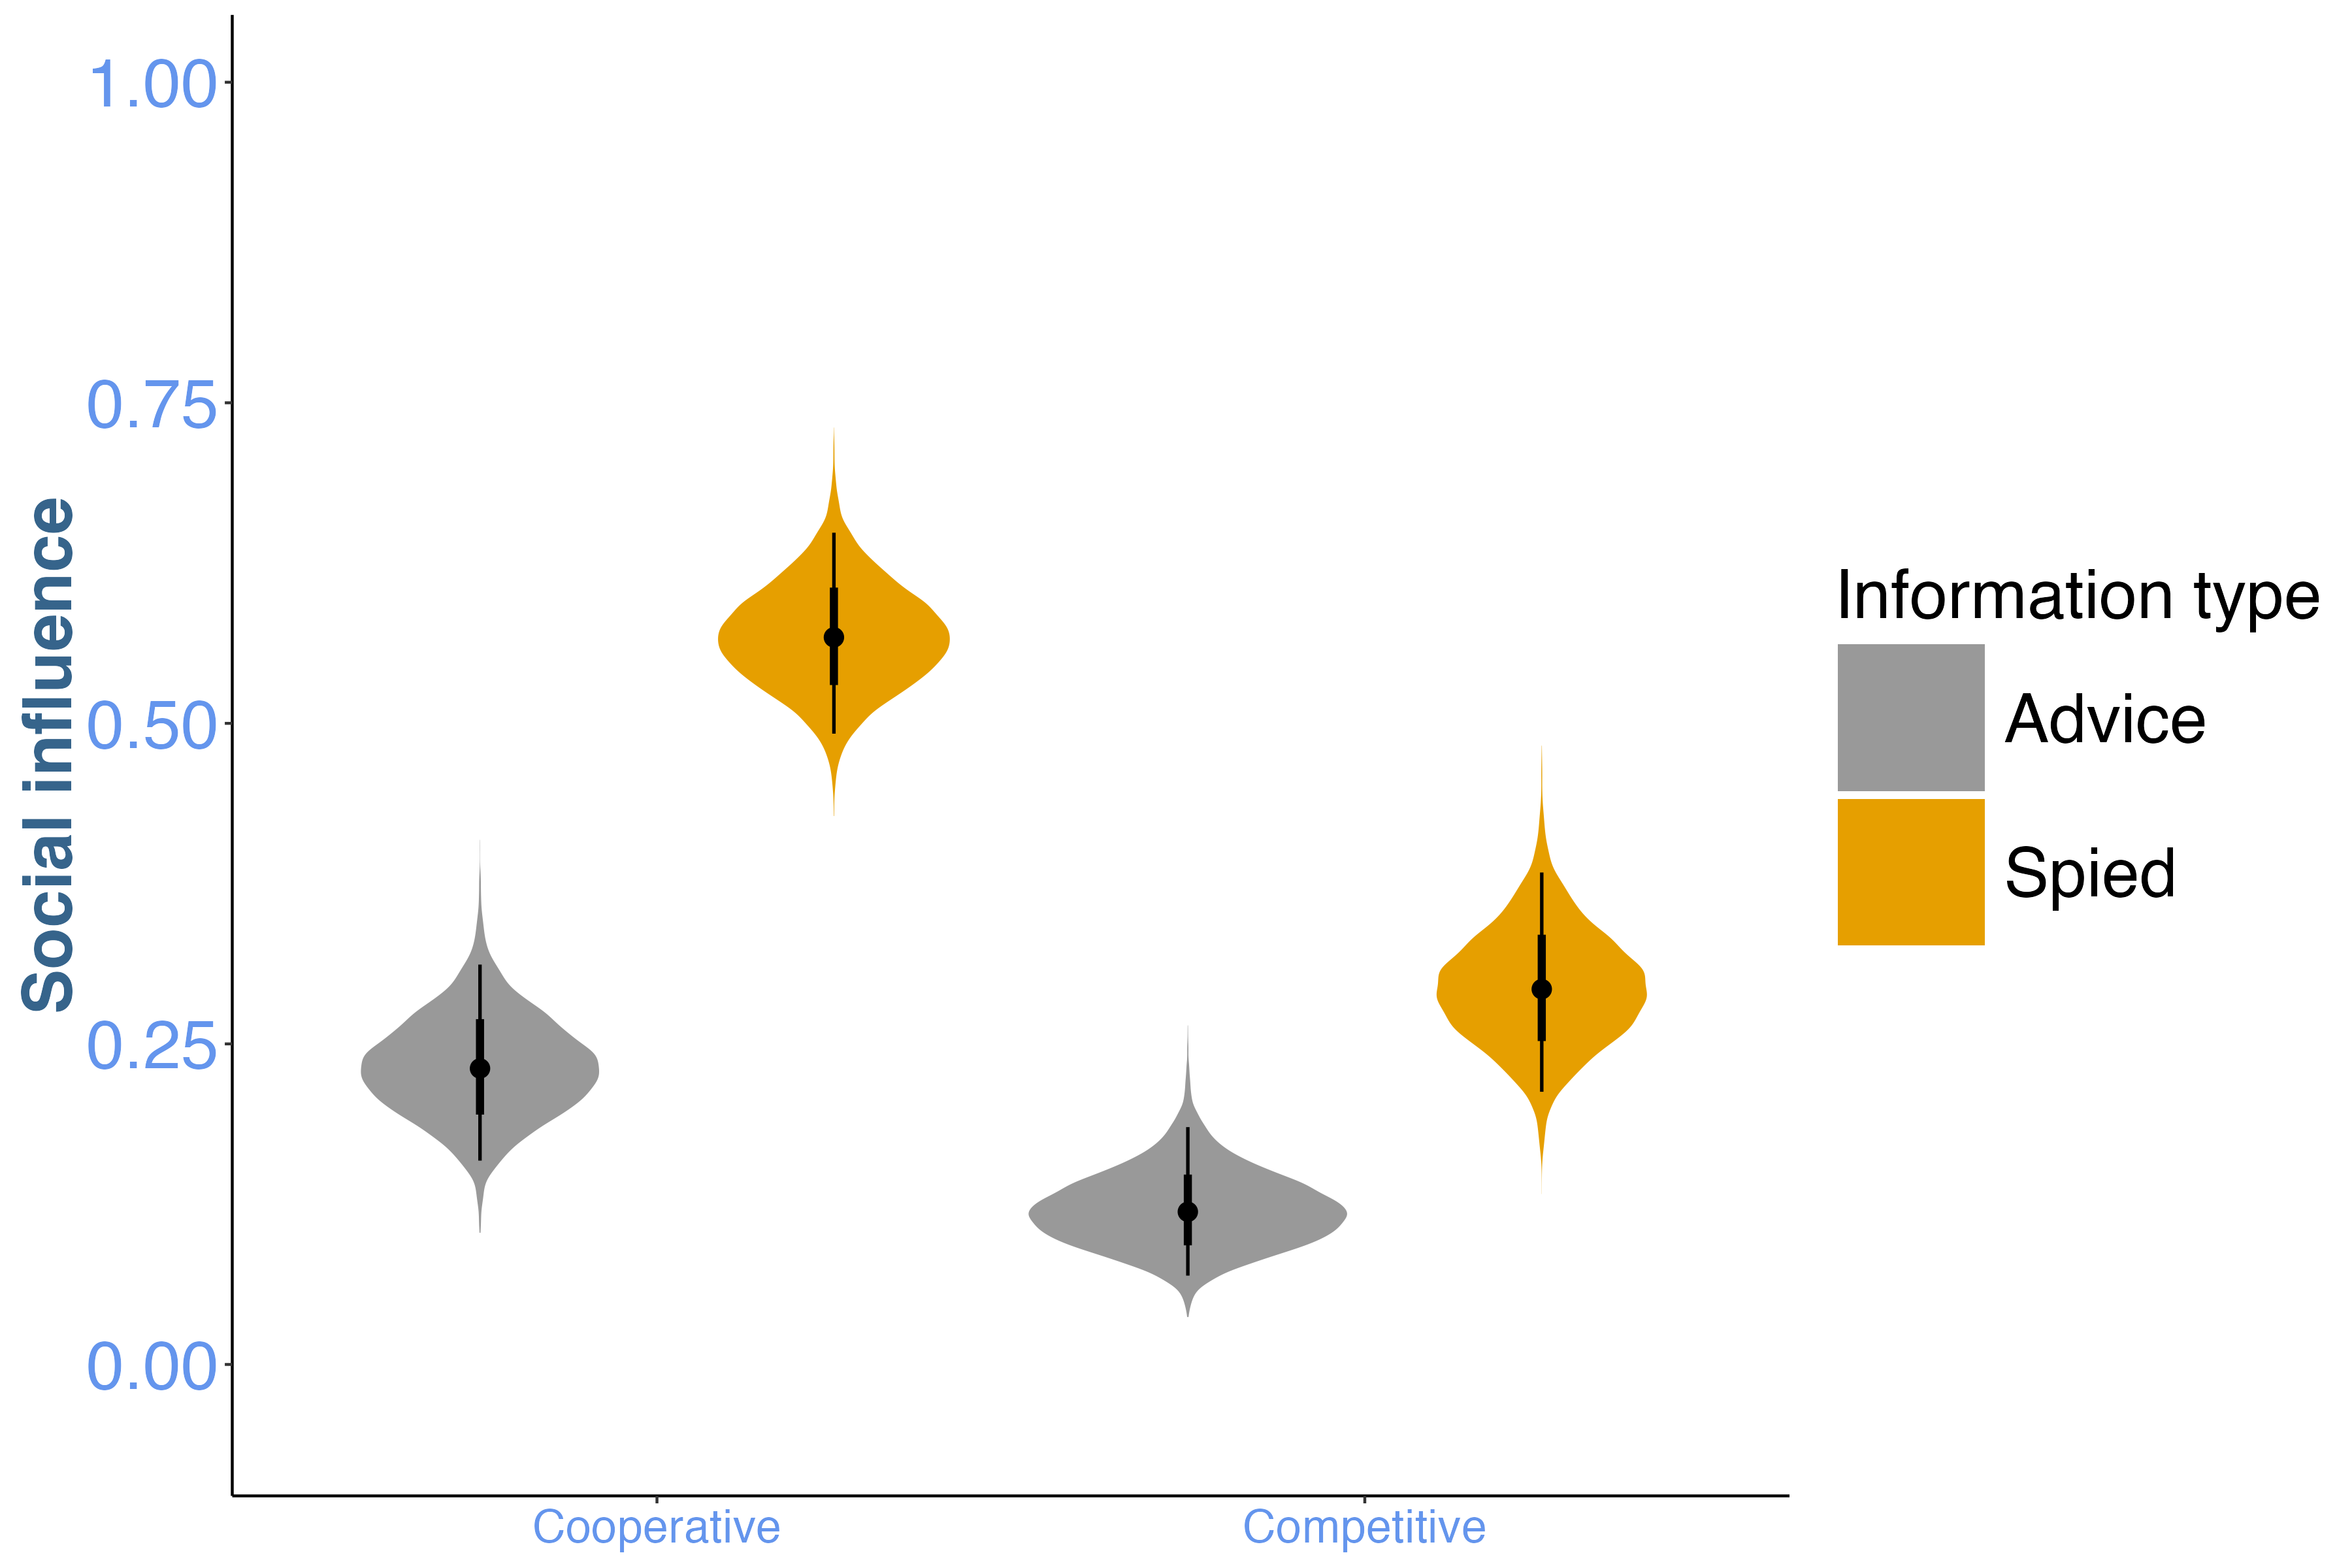 Social influence
1.00
0.75
0.50
0.25
0.00
Cooperative
Competitive
Information type
Advice
Spied